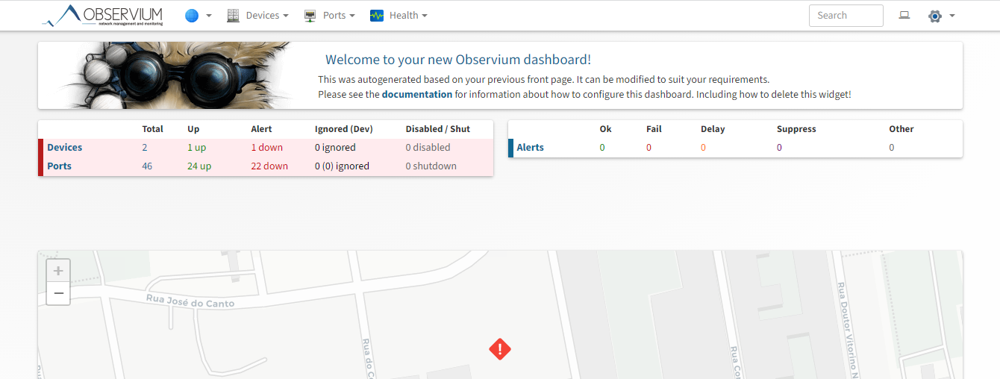 OBSERVIUM
network management and monitoring
Devices
Ports
Health
Search
Welcome to your new Observium dashboard!
This was autogenerated based on your previous front page. It can be modified to suit your requirements.
Please see the documentation for information about how to configure this dashboard. Including how to delete this widget!
Total Up Alert Ignored (Dev) Disabled / Shut
Devices 2 1 up 1 down 0 ignored 0 disabled
Ports 46 24 up 22 down 0 (0) ignored 0 shutdown
Ok Fail Delay Suppress Other
Alerts 0 0 0 0 0
+
−
Rua José do Canto
Rua do
Rua
Rua Doutor Vitorino
!